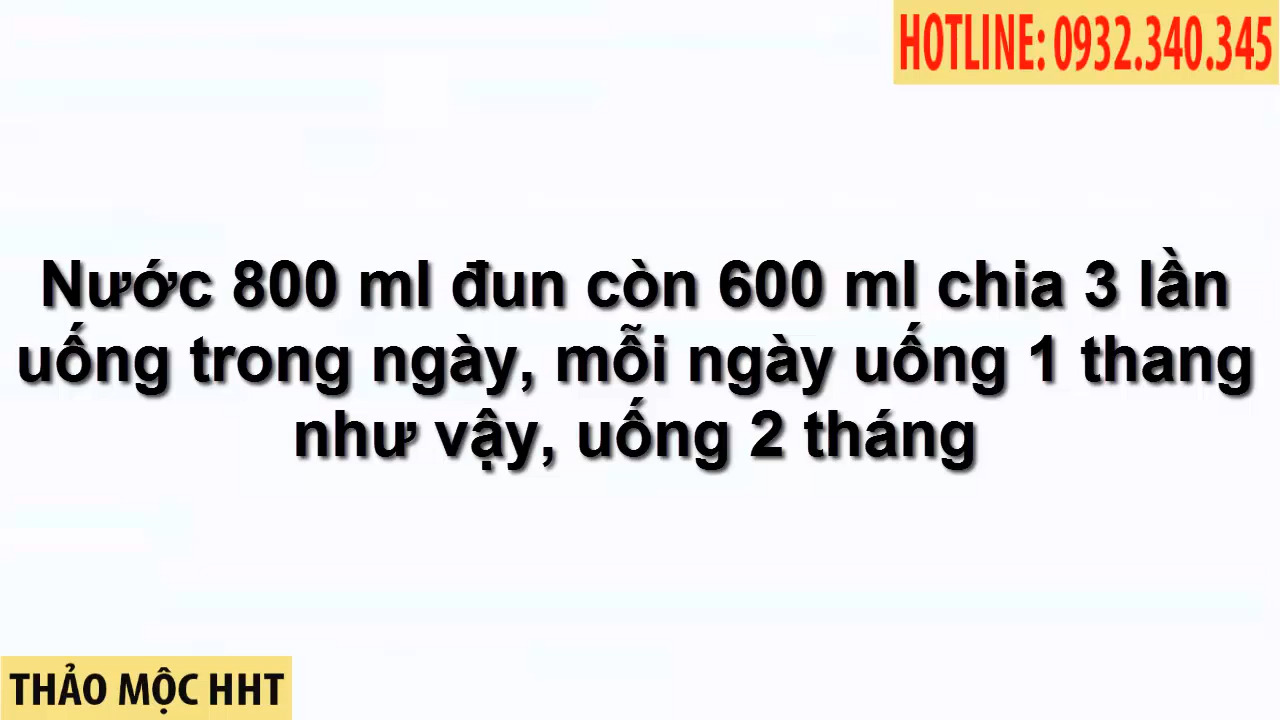 HOTLINE: 0932.340.345
Nước 800 ml đun còn 600 ml chia 3 lần
uống trong ngày, mỗi ngày uống 1 thang
như vậy, uống 2 tháng
THẢO MỘC HHT